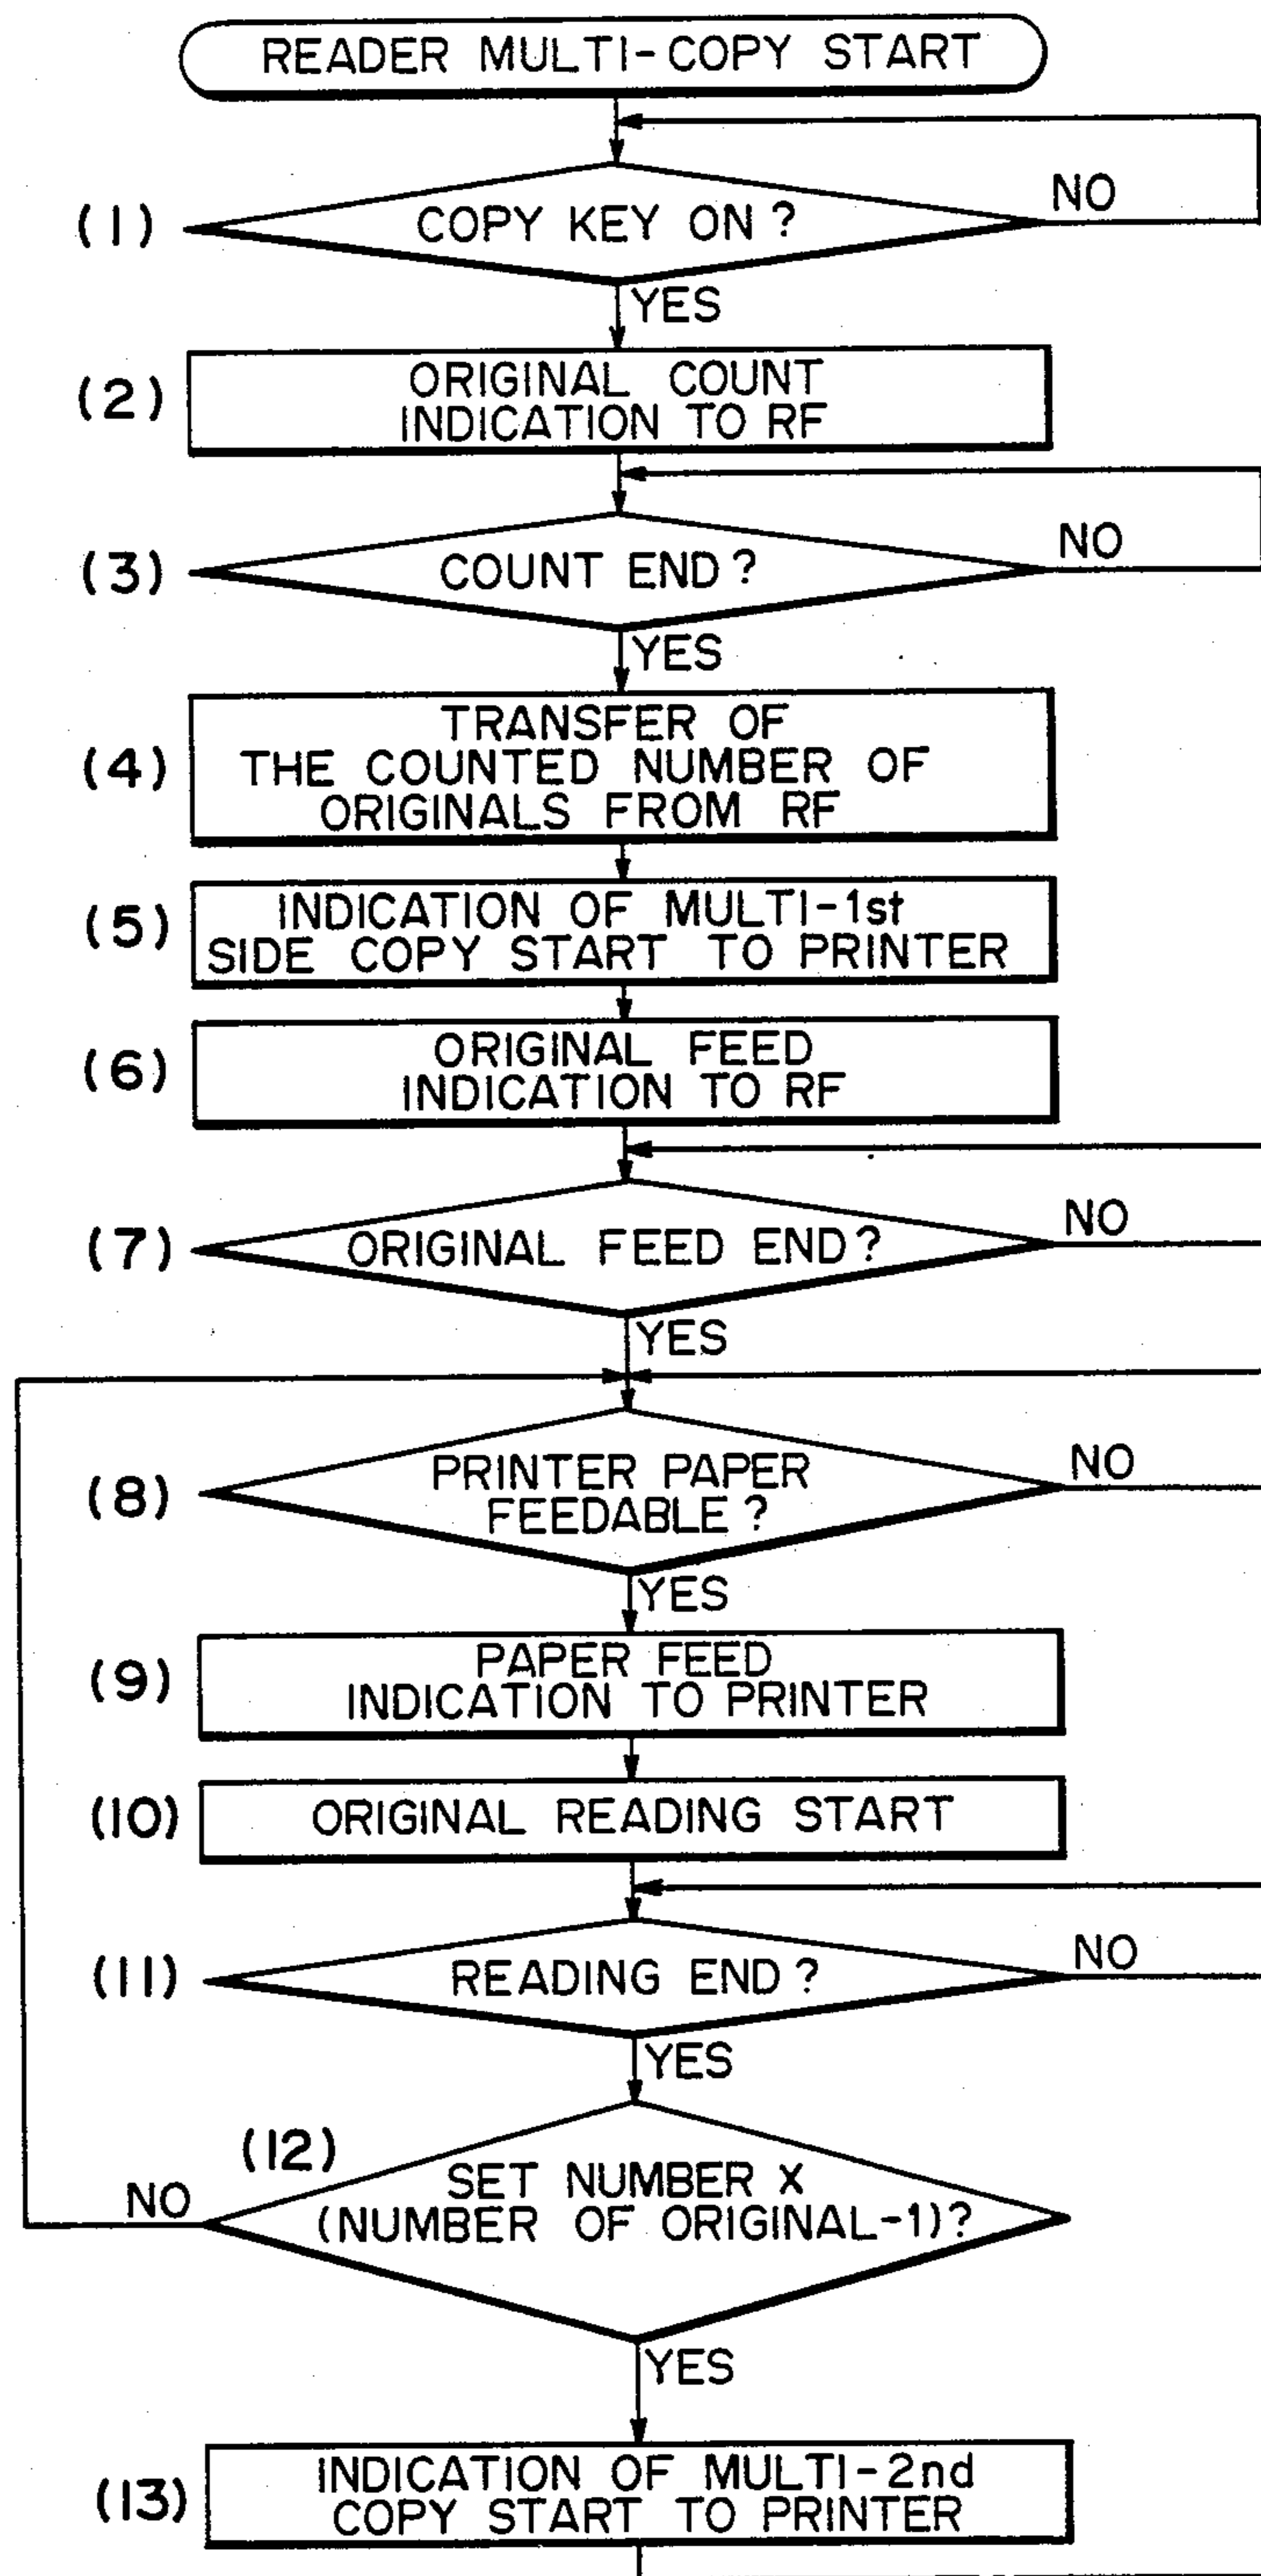 READER MULTI-COPY START
(1)
COPY KEY ON ?
NO
YES
(2)
ORIGINAL COUNT
INDICATION TO RF
(3)
COUNT END ?
NO
YES
(4)
TRANSFER OF
THE COUNTED NUMBER OF
ORIGINALS FROM RF
(5)
INDICATION OF MULTI-1st
SIDE COPY START TO PRINTER
(6)
ORIGINAL FEED
INDICATION TO RF
(7)
ORIGINAL FEED END ?
NO
YES
(8)
PRINTER PAPER
FEEDABLE ?
NO
YES
(9)
PAPER FEED
INDICATION TO PRINTER
(10)
ORIGINAL READING START
(11)
READING END ?
NO
YES
(12)
SET NUMBER X
(NUMBER OF ORIGINAL-1)?
NO
YES
(13)
INDICATION OF MULTI-2nd
COPY START TO PRINTER